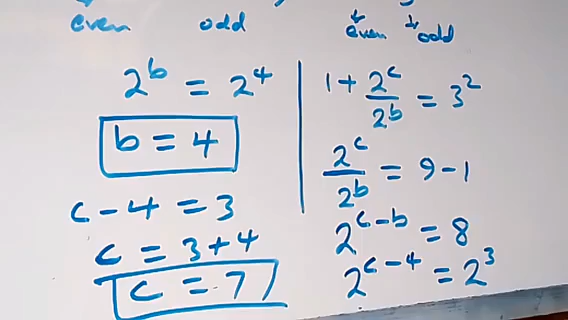 even odd
2^b = 2^4
b = 4
c - 4 = 3
c = 3+4
c = 7
even odd
1 + 2^c/2^b = 3^2
2^c/2^b = 9 - 1
2^(c-b) = 8
2^(c-4) = 2^3